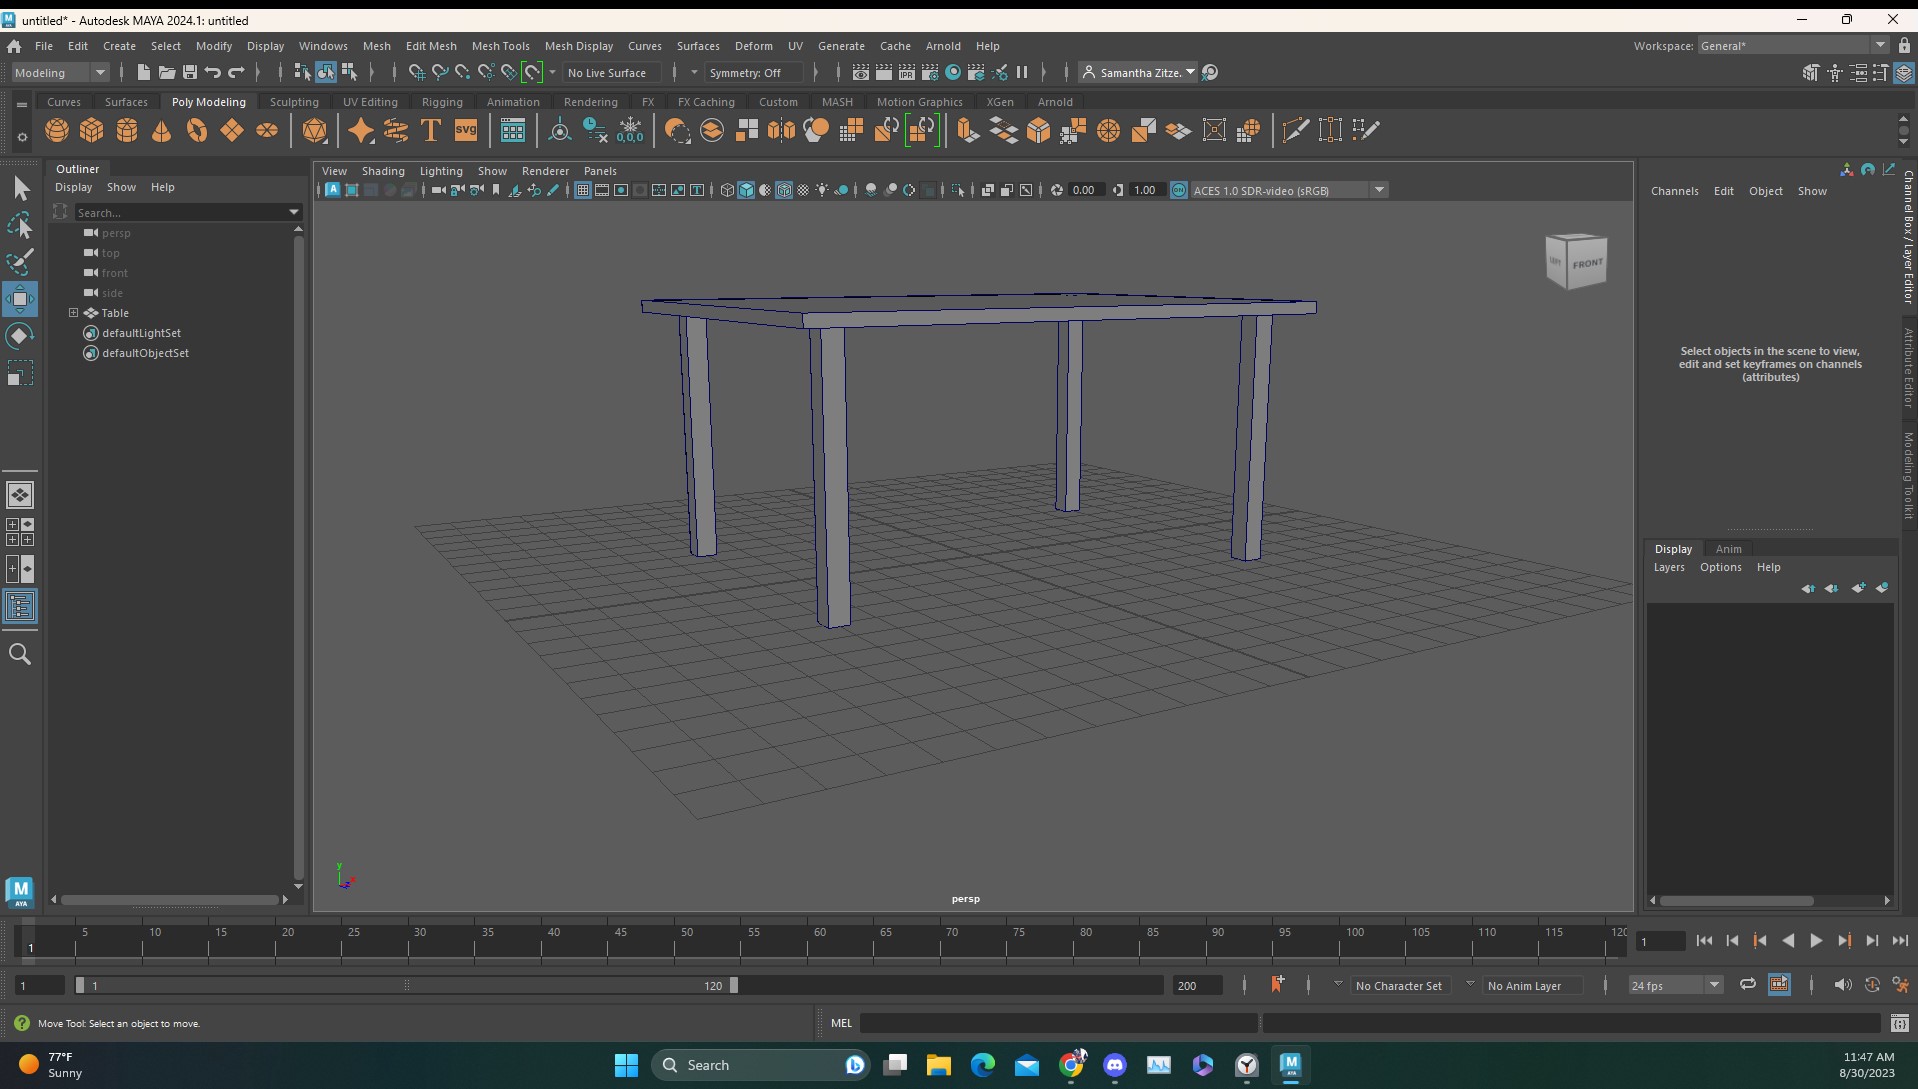 untitled* - Autodesk MAYA 2024.1: untitled
File Edit Create Select Modify Display Windows Mesh Edit Mesh Mesh Tools Mesh Display Curves Surfaces Deform UV Generate Cache Arnold Help Workspace: General*
Modeling No Live Surface Symmetry: Off Samantha Zitze.
Curves Surfaces Poly Modeling Sculpting UV Editing Rigging Animation Rendering FX FX Caching Custom MASH Motion Graphics XGen Arnold
T SVG 0,0,0
Outliner
Display Show Help
Search...
persp
top
front
side
Table
defaultLightSet
defaultObjectSet
View Shading Lighting Show Renderer Panels
0.00 1.00 ACES 1.0 SDR-video (sRGB)
LEFT FRONT
y
x
persp
Channels Edit Object Show
Select objects in the scene to view,
edit and set keyframes on channels
(attributes)
Channel Box / Layer Editor
Attribute Editor
Modeling Toolkit
Display Anim
Layers Options Help
M
AYA
1 5 10 15 20 25 30 35 40 45 50 55 60 65 70 75 80 85 90 95 100 105 110 115 120
1
1 1 120 200 No Character Set No Anim Layer 24 fps
Move Tool: Select an object to move. MEL
77°F
Sunny
Search
11:47 AM
8/30/2023